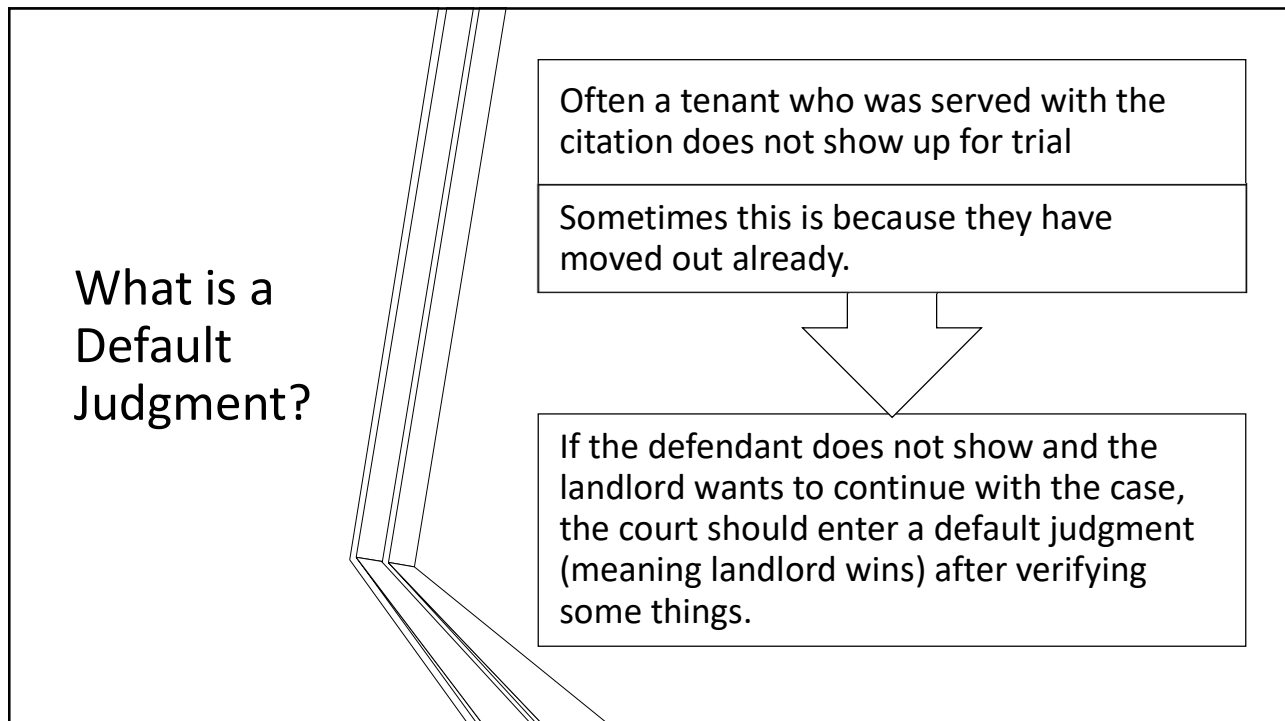 What is a
Default
Judgment?
Often a tenant who was served with the
citation does not show up for trial
Sometimes this is because they have
moved out already.
If the defendant does not show and the
landlord wants to continue with the case,
the court should enter a default judgment
(meaning landlord wins) after verifying
some things.